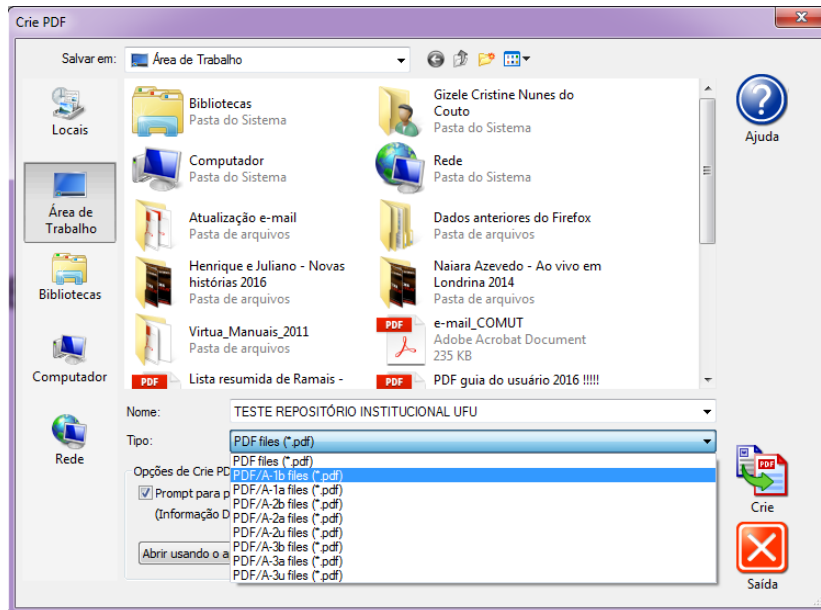 Crie PDF
Salvar em:
Área de Trabalho
Locais
Área de
Trabalho
Bibliotecas
Computador
Rede
Bibliotecas
Pasta do Sistema
Gizele Cristine Nunes do
Couto
Pasta do Sistema
Computador
Pasta do Sistema
Rede
Pasta do Sistema
Atualização e-mail
Pasta de arquivos
Dados anteriores do Firefox
Pasta de arquivos
Henrique e Juliano - Novas
histórias 2016
Pasta de arquivos
Naiara Azevedo - Ao vivo em
Londrina 2014
Pasta de arquivos
Virtua_Manuais_2011
Pasta de arquivos
PDF
e-mail_COMUT
Adobe Acrobat Document
235 KB
PDF
Lista resumida de Ramais -
PDF
PDF guia do usuário 2016 !!!!!
Ajuda
Nome:
TESTE REPOSITÓRIO INSTITUCIONAL UFU
Tipo:
PDF files (*.pdf)
PDF files (*.pdf)
PDF/A-1b files (*.pdf)
PDF/A-1a files (*.pdf)
PDF/A-2b files (*.pdf)
PDF/A-2a files (*.pdf)
PDF/A-2u files (*.pdf)
PDF/A-3b files (*.pdf)
PDF/A-3a files (*.pdf)
PDF/A-3u files (*.pdf)
Opções de Crie PD
Prompt para p
(Informação D
Abrir usando o a
PDF
Crie
Saída